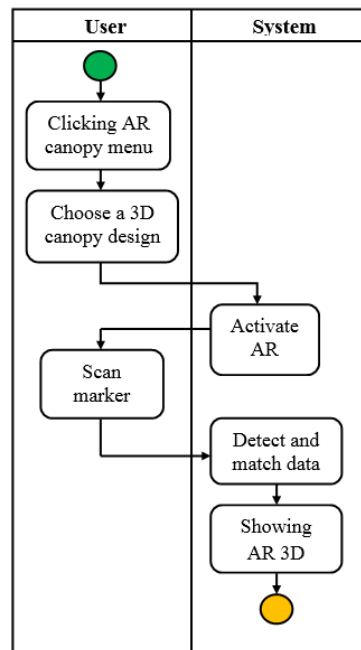 User
System
Clicking AR
canopy menu
Choose a 3D
canopy design
Activate
AR
Scan
marker
Detect and
match data
Showing
AR 3D